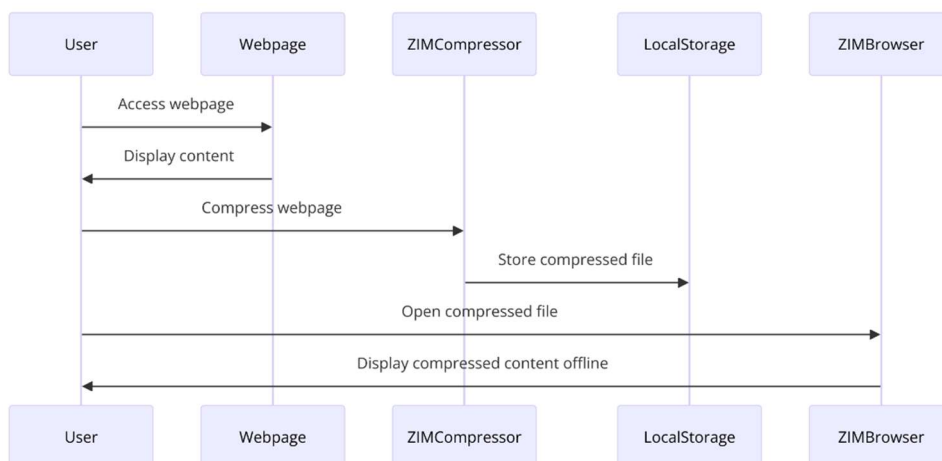 User
Webpage
ZIMCompressor
LocalStorage
ZIMBrowser
Access webpage
Display content
Compress webpage
Store compressed file
Open compressed file
Display compressed content offline
User
Webpage
ZIMCompressor
LocalStorage
ZIMBrowser